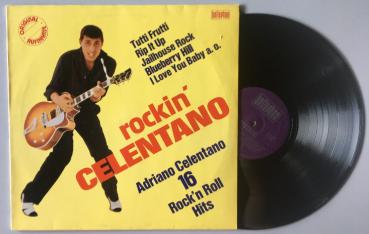 ORIGINAL
Aufnahmen
Tutti Frutti
Rip It Up
Jailhouse Rock
Blueberry Hill
I Love You Baby a. o.
rockin'
CELENTANO
Adriano Celentano
16
Rock'n Roll
Hits